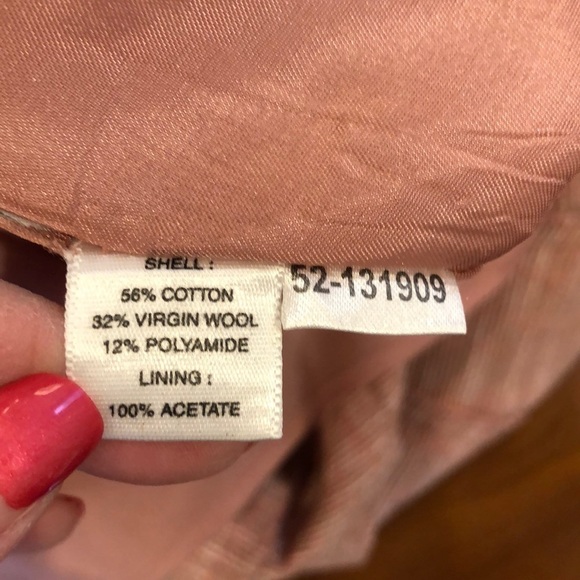 SHELL :
56% COTTON
32% VIRGIN WOOL
12% POLYAMIDE
LINING :
100% ACETATE
52-131909